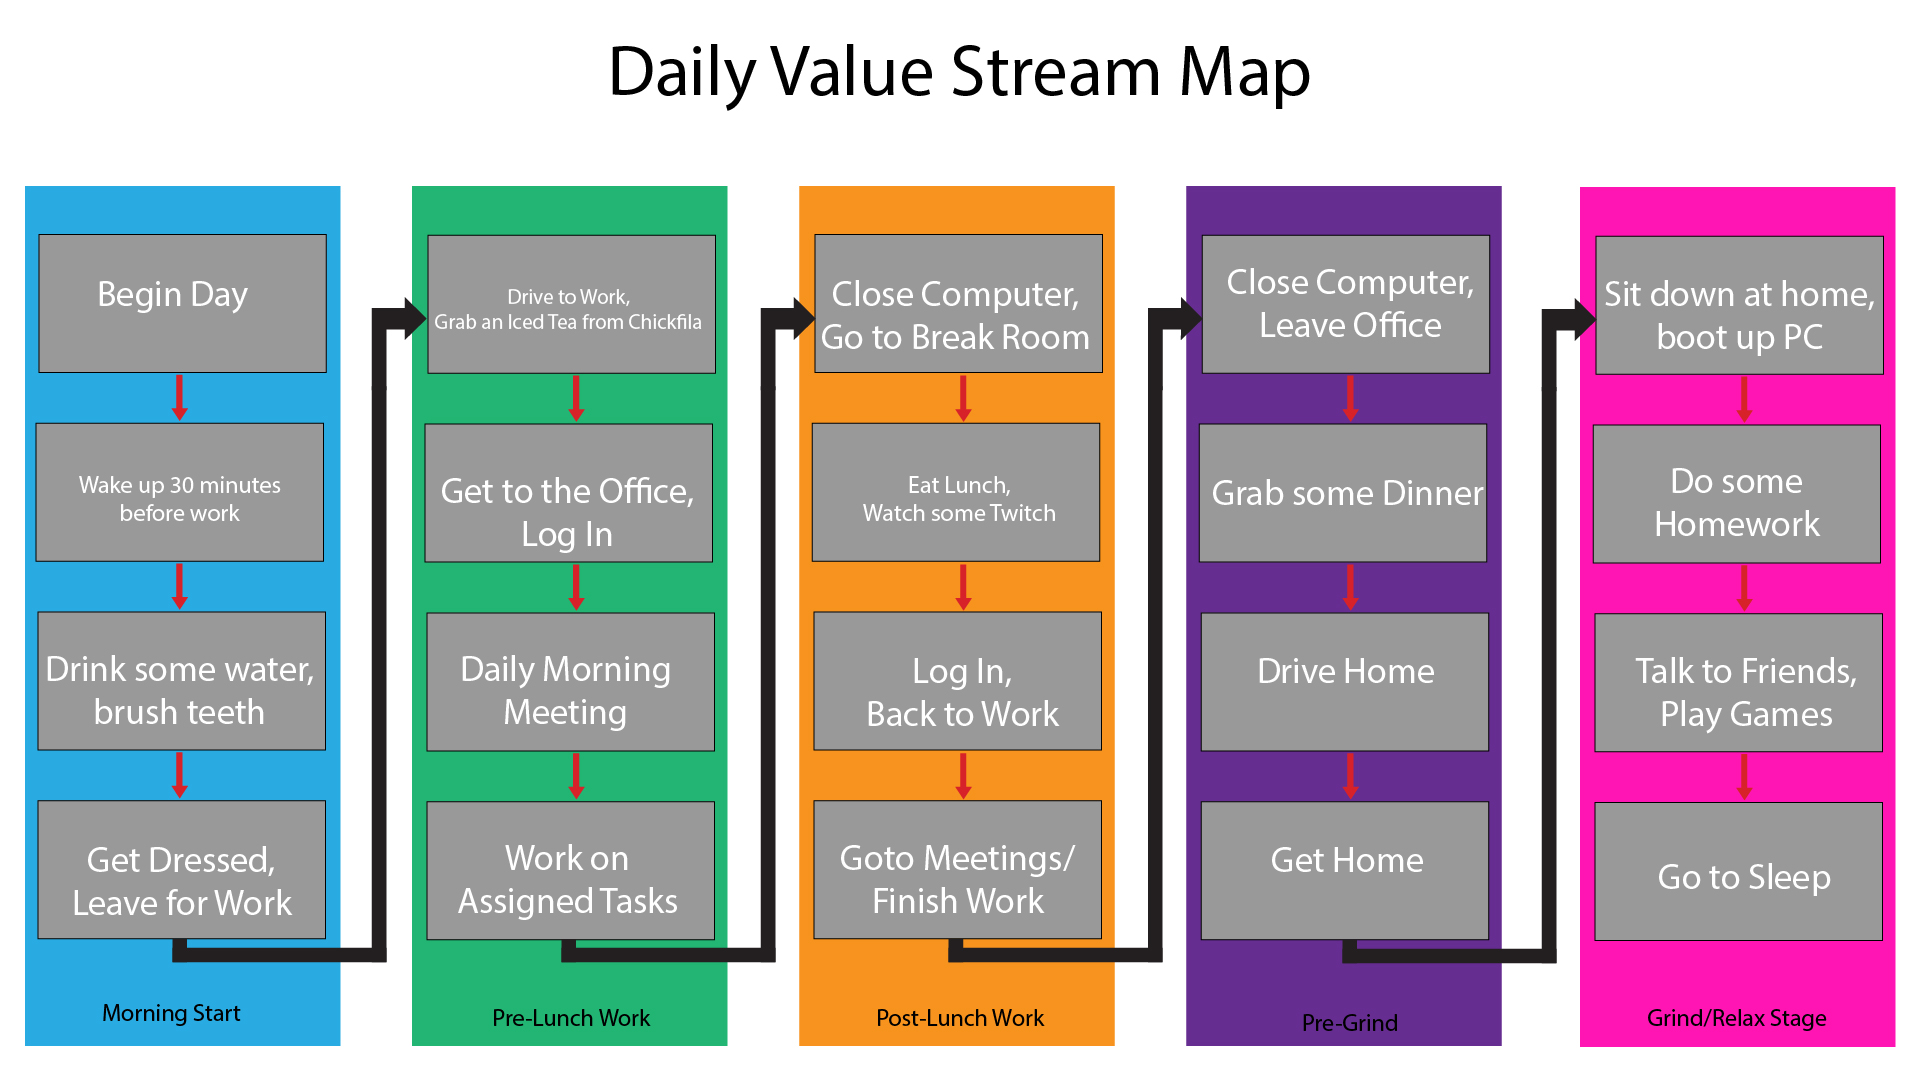 Daily Value Stream Map
Begin Day
Wake up 30 minutes
before work
Drink some water,
brush teeth
Get Dressed,
Leave for Work
Morning Start
Drive to Work,
Grab an Iced Tea from Chickfila
Get to the Office,
Log In
Daily Morning
Meeting
Work on
Assigned Tasks
Pre-Lunch Work
Close Computer,
Go to Break Room
Eat Lunch,
Watch some Twitch
Log In,
Back to Work
Goto Meetings/
Finish Work
Post-Lunch Work
Close Computer,
Leave Office
Grab some Dinner
Drive Home
Get Home
Pre-Grind
Sit down at home,
boot up PC
Do some
Homework
Talk to Friends,
Play Games
Go to Sleep
Grind/Relax Stage